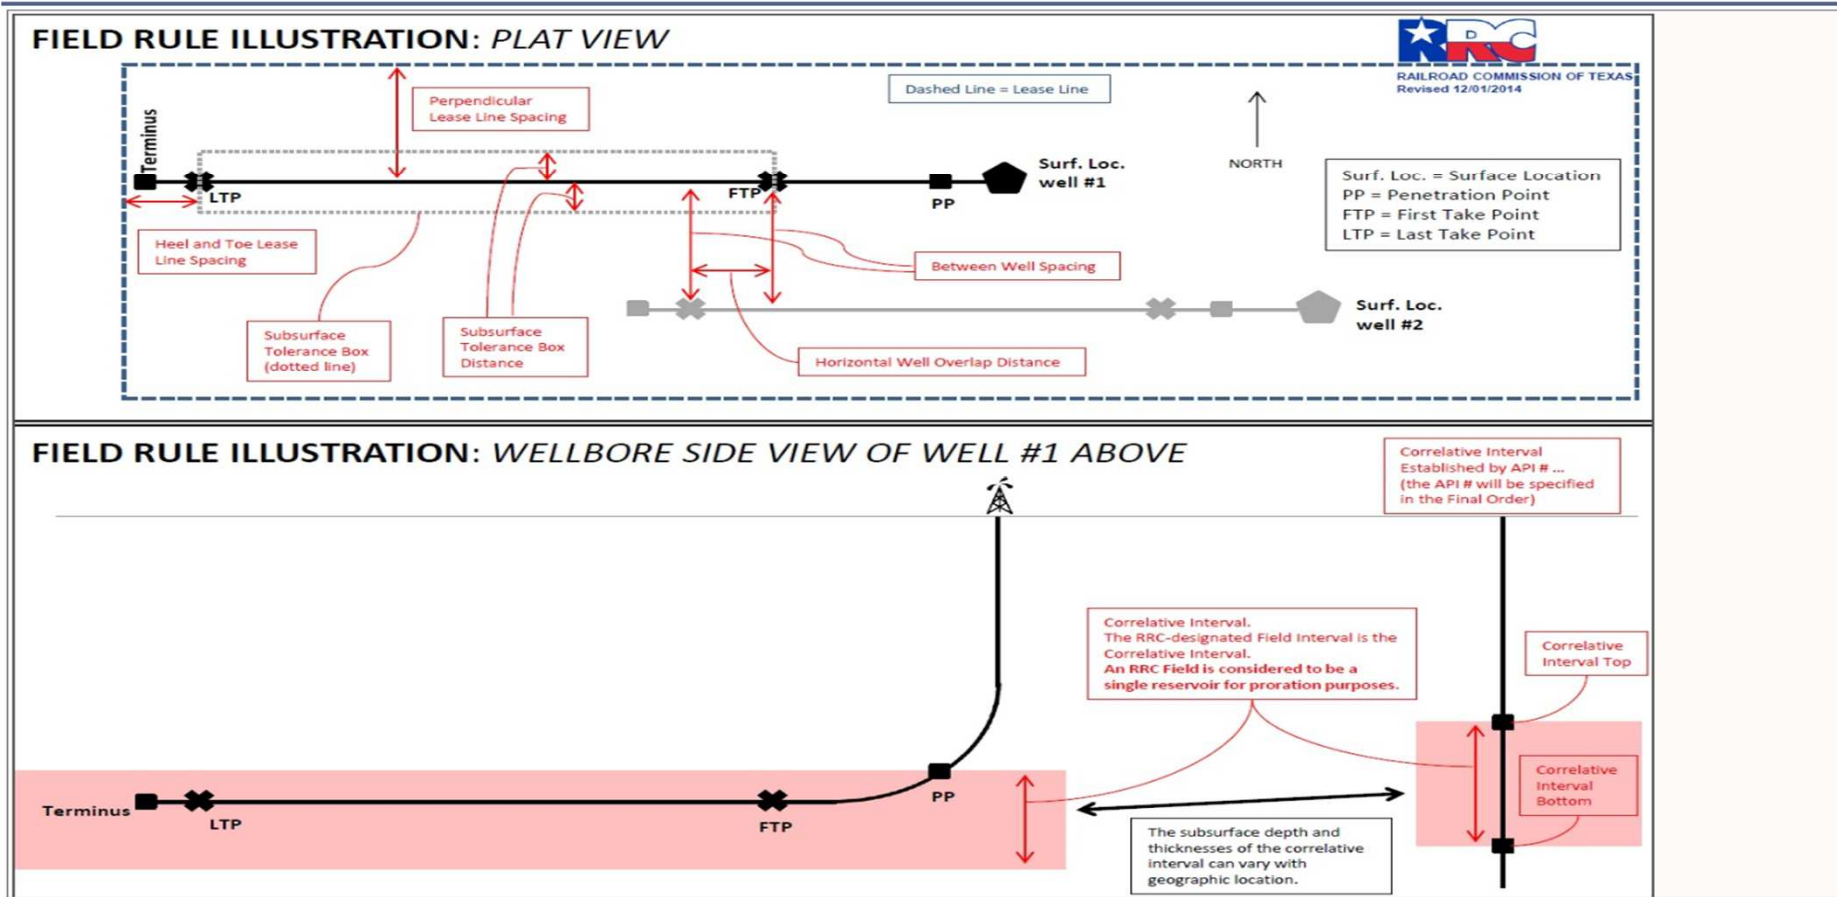 FIELD RULE ILLUSTRATION: PLAT VIEW
RRC
D
RAILROAD COMMISSION OF TEXAS
Revised 12/01/2014
Dashed Line = Lease Line
Perpendicular
Lease Line Spacing
Terminus
LTP
FTP
PP
Surf. Loc.
well #1
NORTH
Surf. Loc. = Surface Location
PP = Penetration Point
FTP = First Take Point
LTP = Last Take Point
Heel and Toe Lease
Line Spacing
Between Well Spacing
Surf. Loc.
well #2
Subsurface
Tolerance Box
(dotted line)
Subsurface
Tolerance Box
Distance
Horizontal Well Overlap Distance
FIELD RULE ILLUSTRATION: WELLBORE SIDE VIEW OF WELL #1 ABOVE
Correlative Interval
Established by API # ...
(the API # will be specified
in the Final Order)
Correlative Interval.
The RRC-designated Field Interval is the
Correlative Interval.
An RRC Field is considered to be a
single reservoir for proration purposes.
Correlative
Interval Top
Correlative
Interval
Bottom
Terminus
LTP
FTP
PP
The subsurface depth and
thicknesses of the correlative
interval can vary with
geographic location.